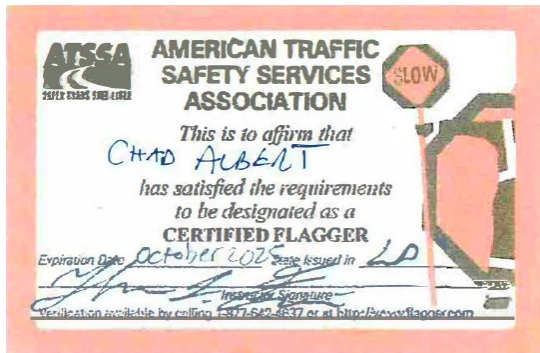 ATSSA
SAFER ROADS SAVE LIVES
AMERICAN TRAFFIC
SAFETY SERVICES
ASSOCIATION
SLOW
This is to affirm that
CHAD ALBERT
has satisfied the requirements
to be designated as a
CERTIFIED FLAGGER
Expiration Date October 2025 State Issued in
Instructor Signature
Verification available by calling 1-877-642-4637 or at http://www.flagger.com